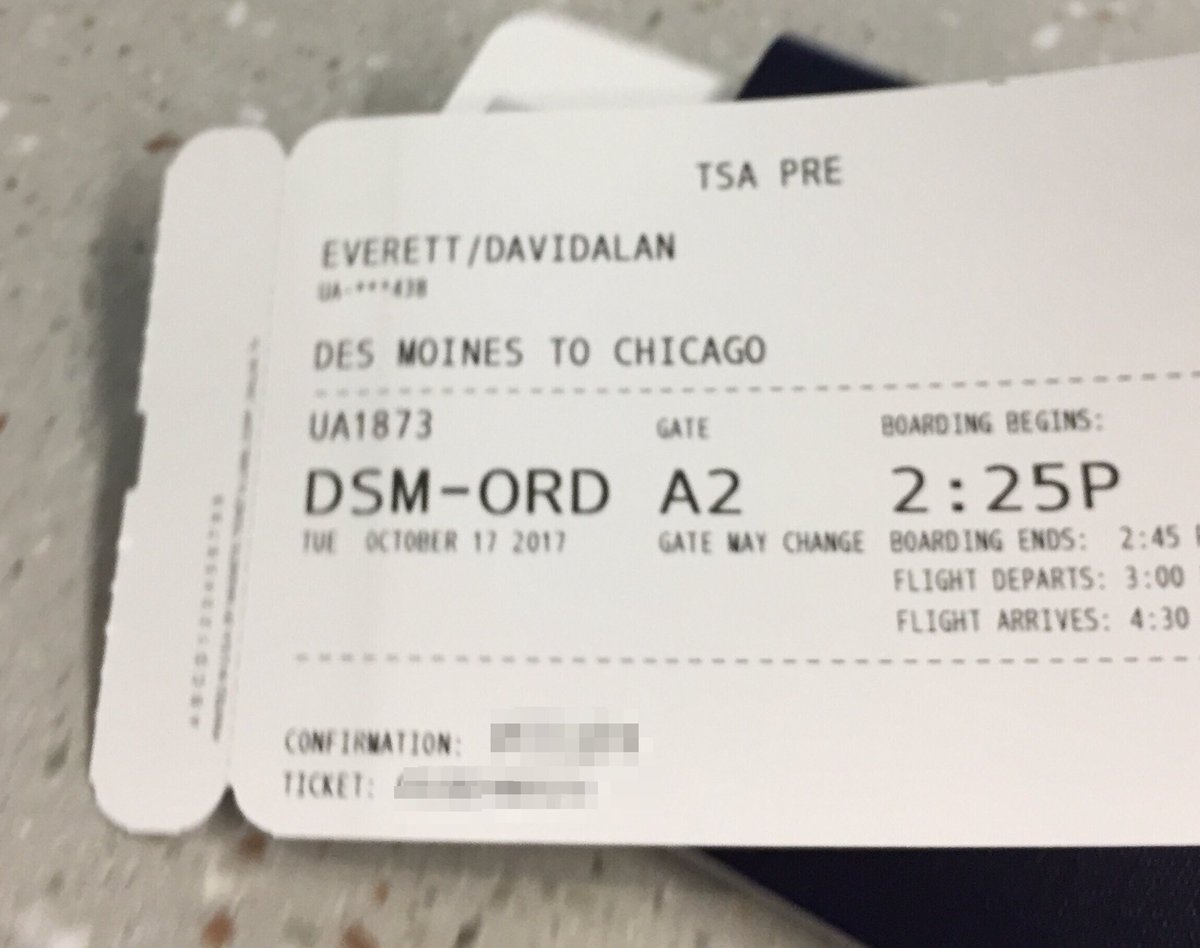 TSA PRE
EVERETT/DAVIDALAN
UA-***438
DES MOINES TO CHICAGO
UA1873 GATE BOARDING BEGINS:
DSM-ORD A2 2:25P
TUE OCTOBER 17 2017 GATE MAY CHANGE BOARDING ENDS: 2:45
FLIGHT DEPARTS: 3:00
FLIGHT ARRIVES: 4:30
CONFIRMATION:
TICKET: